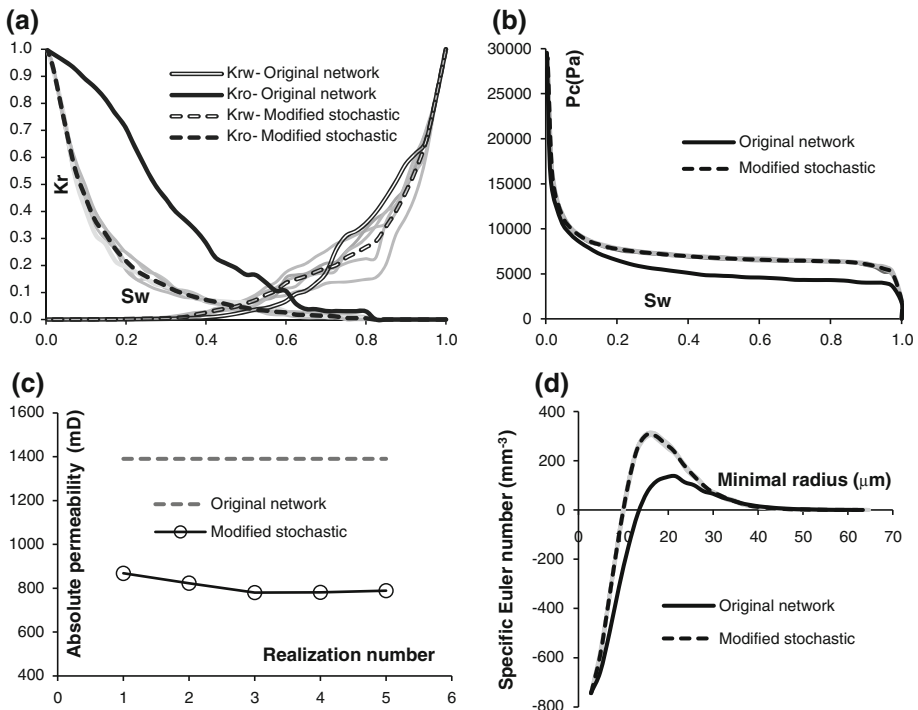 (a)
1.0
0.9
0.8
0.7
0.6
0.5
0.4
0.3
0.2
0.1
0.0
Kr
Krw- Original network
Kro- Original network
Krw- Modified stochastic
Kro- Modified stochastic
Sw
0.0 0.2 0.4 0.6 0.8 1.0
(b)
30000
25000
20000
15000
10000
5000
0
Pc(Pa)
Original network
Modified stochastic
Sw
0.0 0.2 0.4 0.6 0.8 1.0
(c)
1600
1400
1200
1000
800
600
400
Absolute permeability (mD)
Original network
Modified stochastic
Realization number
0 1 2 3 4 5 6
(d)
400
200
0
-200
-400
-600
-800
Specific Euler number (mm-3)
Minimal radius (μm)
0 10 20 30 40 50 60 70
Original network
Modified stochastic